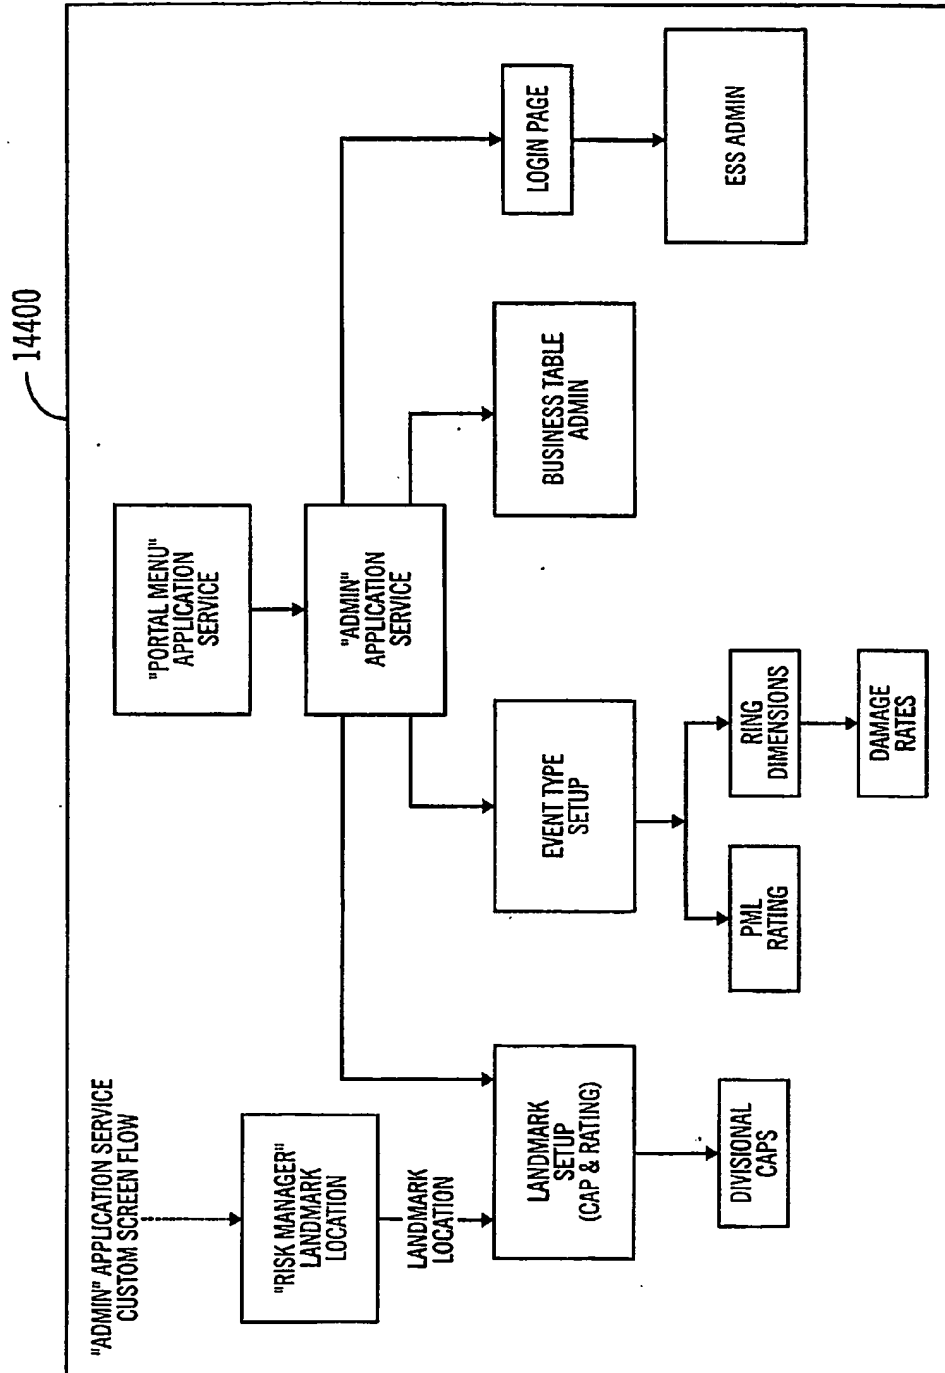 14400
"ADMIN" APPLICATION SERVICE
CUSTOM SCREEN FLOW
"PORTAL MENU"
APPLICATION
SERVICE
"RISK MANAGER"
LANDMARK
LOCATION
"ADMIN"
APPLICATION
SERVICE
LANDMARK
LOCATION
LANDMARK
SETUP
(CAP & RATING)
EVENT TYPE
SETUP
BUSINESS TABLE
ADMIN
LOGIN PAGE
DIVISIONAL
CAPS
PML
RATING
RING
DIMENSIONS
ESS ADMIN
DAMAGE
RATES